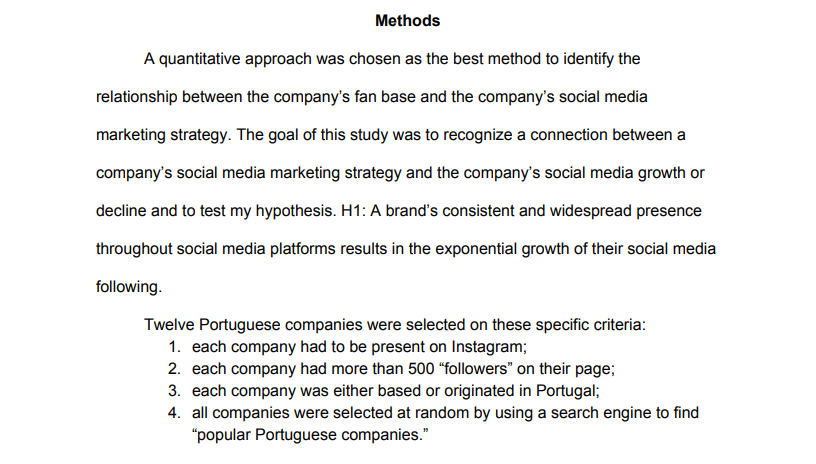 Methods
A quantitative approach was chosen as the best method to identify the
relationship between the company’s fan base and the company’s social media
marketing strategy. The goal of this study was to recognize a connection between a
company’s social media marketing strategy and the company’s social media growth or
decline and to test my hypothesis. H1: A brand’s consistent and widespread presence
throughout social media platforms results in the exponential growth of their social media
following.
Twelve Portuguese companies were selected on these specific criteria:
1. each company had to be present on Instagram;
2. each company had more than 500 “followers” on their page;
3. each company was either based or originated in Portugal;
4. all companies were selected at random by using a search engine to find
“popular Portuguese companies.”